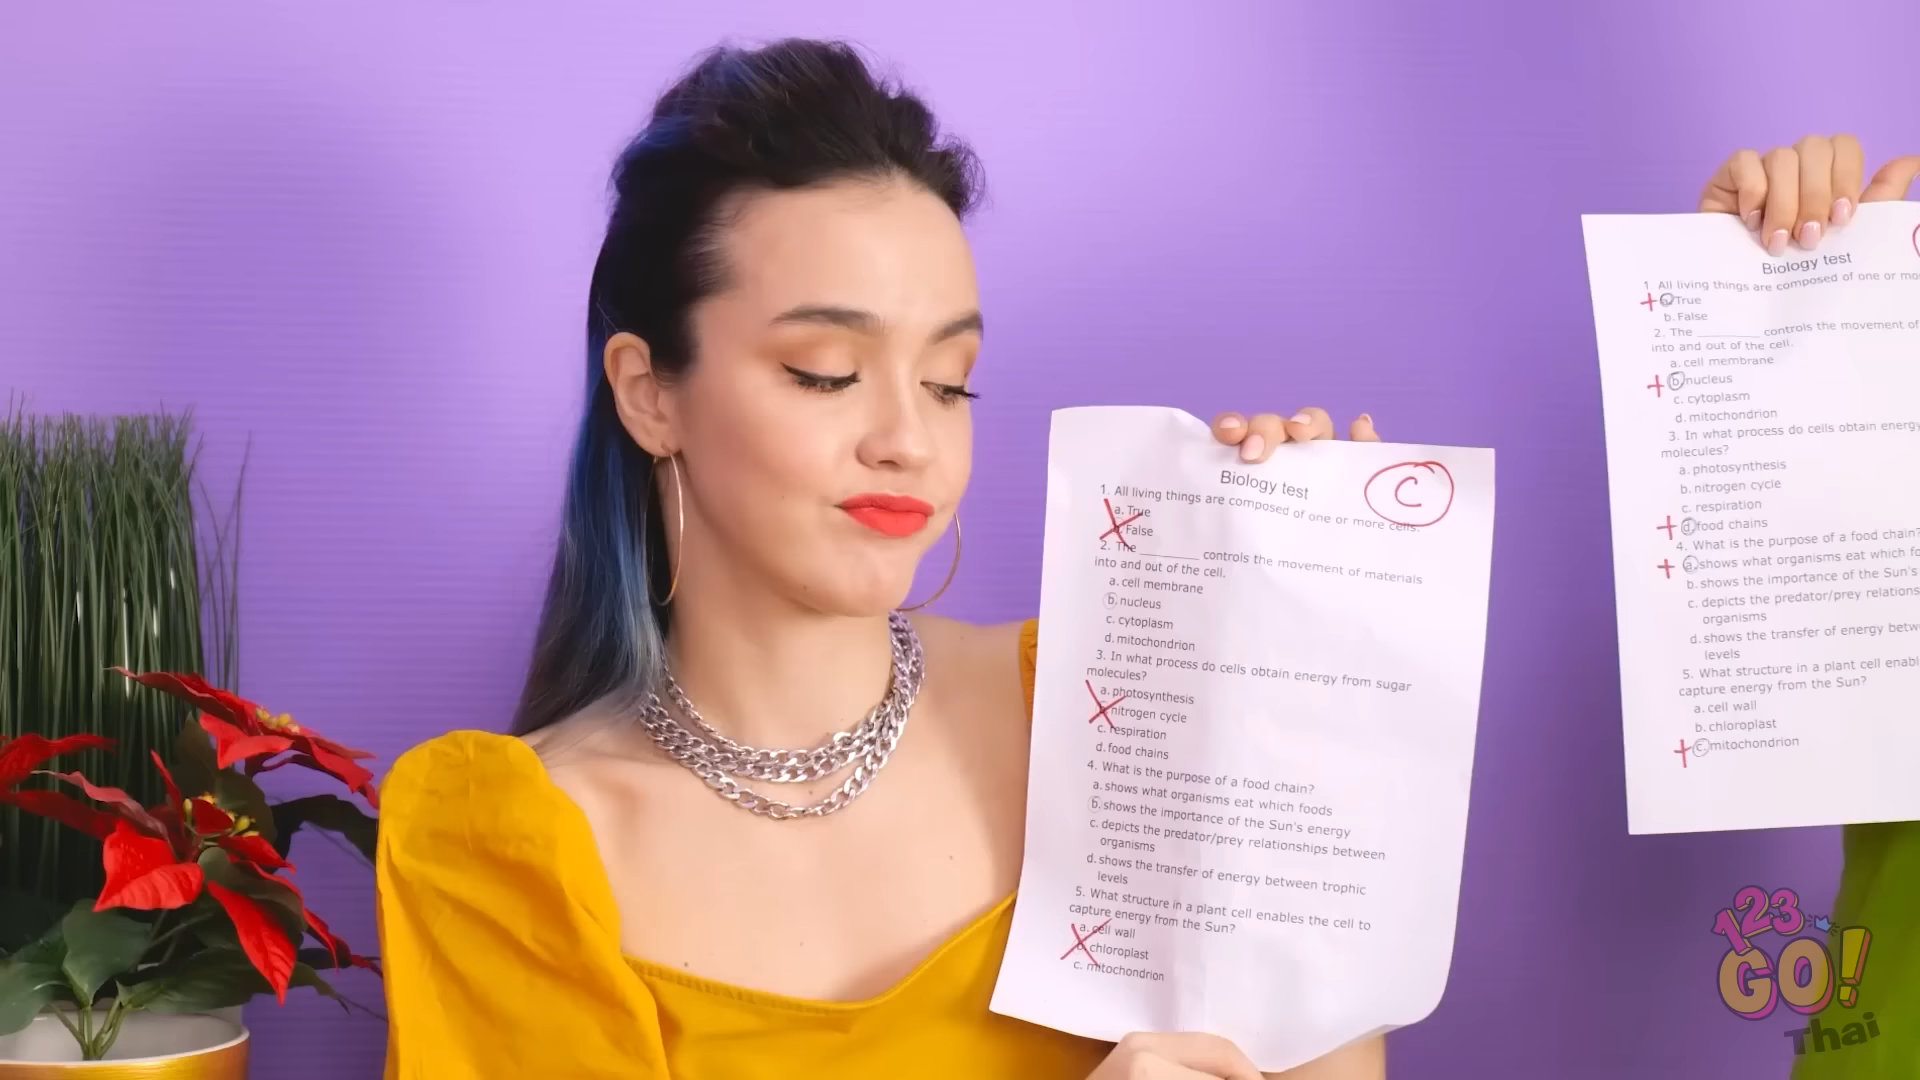 Biology test
C
1. All living things are composed of one or more cells.
a. True
b. False
2. The ________ controls the movement of materials
into and out of the cell.
a. cell membrane
b. nucleus
c. cytoplasm
d. mitochondrion
3. In what process do cells obtain energy from sugar
molecules?
a. photosynthesis
b. nitrogen cycle
c. respiration
d. food chains
4. What is the purpose of a food chain?
a. shows what organisms eat which foods
b. shows the importance of the Sun's energy
c. depicts the predator/prey relationships between
organisms
d. shows the transfer of energy between trophic
levels
5. What structure in a plant cell enables the cell to
capture energy from the Sun?
a. cell wall
b. chloroplast
c. mitochondrion
Biology test
1 All living things are composed of one or
a. True
b. False
2. The ________ controls the movement of
into and out of the cell.
a. cell membrane
b. nucleus
c. cytoplasm
d. mitochondrion
3. In what process do cells obtain energy
molecules?
a. photosynthesis
b. nitrogen cycle
c. respiration
d. food chains
4. What is the purpose of a food chain?
a. shows what organisms eat which
b. shows the importance of the Sun's
c. depicts the predator/prey
organisms
d. shows the transfer of energy
levels
5. What structure in a plant cell
capture energy from the Sun?
a. cell wall
b. chloroplast
c. mitochondrion
123
GO!
Thai